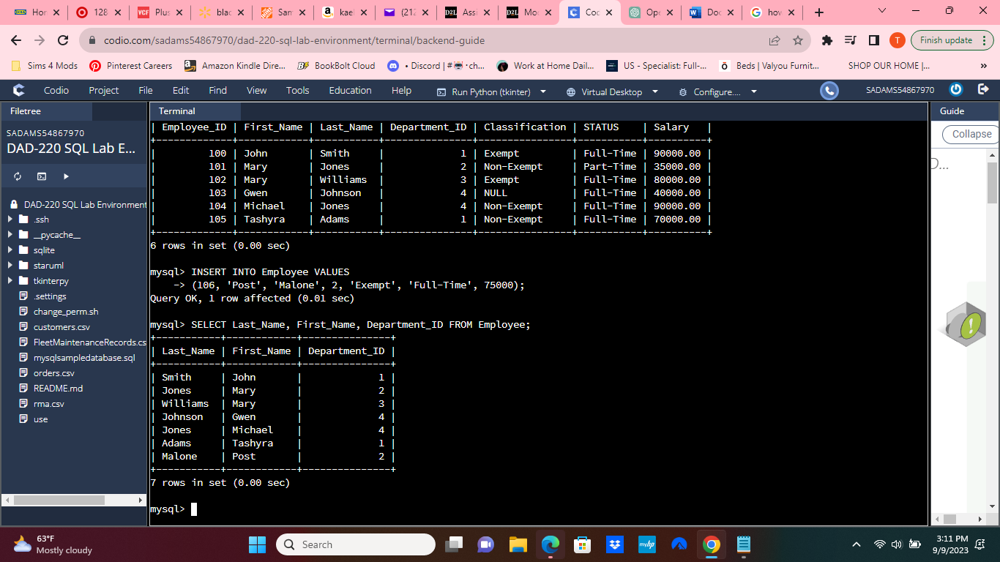 Hor
128
VCF Plus
blac
San
kael
(212
D2L Assi
D2L Moc
Coc
Ope
Doc
how
codio.com/sadams54867970/dad-220-sql-lab-environment/terminal/backend-guide
T
Finish update
Sims 4 Mods
Pinterest Careers
Amazon Kindle Dire...
BookBolt Cloud
• Discord | #
Work at Home Dail...
US - Specialist: Full-...
Beds | Valyou Furnit...
SHOP OUR HOME |...
»
Codio Project File Edit Find View Tools Education Help
Run Python (tkinter)
Virtual Desktop
Configure....
SADAMS54867970
Filetree
SADAMS54867970
DAD-220 SQL Lab E...
DAD-220 SQL Lab Environment
.ssh
__pycache__
sqlite
staruml
tkinterpy
.settings
change_perm.sh
customers.csv
FleetMaintenanceRecords.cs
mysqlsampledatabase.sql
orders.csv
README.md
rma.csv
use
Terminal
| Employee_ID | First_Name | Last_Name | Department_ID | Classification | STATUS | Salary |
+-------------+------------+-----------+---------------+----------------+-----------+----------+
| 100 | John | Smith | 1 | Exempt | Full-Time | 90000.00 |
| 101 | Mary | Jones | 2 | Non-Exempt | Part-Time | 35000.00 |
| 102 | Mary | Williams | 3 | Exempt | Full-Time | 80000.00 |
| 103 | Gwen | Johnson | 4 | NULL | Full-Time | 40000.00 |
| 104 | Michael | Jones | 4 | Non-Exempt | Full-Time | 90000.00 |
| 105 | Tashyra | Adams | 1 | Non-Exempt | Full-Time | 70000.00 |
+-------------+------------+-----------+---------------+----------------+-----------+----------+
6 rows in set (0.00 sec)
mysql> INSERT INTO Employee VALUES
-> (106, 'Post', 'Malone', 2, 'Exempt', 'Full-Time', 75000);
Query OK, 1 row affected (0.01 sec)
mysql> SELECT Last_Name, First_Name, Department_ID FROM Employee;
+-----------+------------+---------------+
| Last_Name | First_Name | Department_ID |
+-----------+------------+---------------+
| Smith | John | 1 |
| Jones | Mary | 2 |
| Williams | Mary | 3 |
| Johnson | Gwen | 4 |
| Jones | Michael | 4 |
| Adams | Tashyra | 1 |
| Malone | Post | 2 |
+-----------+------------+---------------+
7 rows in set (0.00 sec)
mysql>
Guide
Collapse
D...
63°F
Mostly cloudy
Search
myhp
3:11 PM
9/9/2023